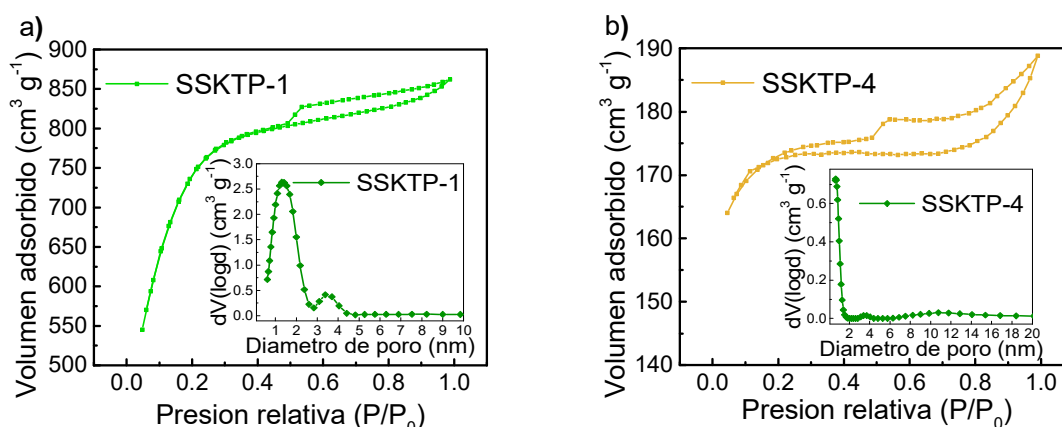 a)
Volumen adsorbido (cm³ g⁻¹)
900
850
800
750
700
650
600
550
500
SSKTP-1
dV(logd) (cm³ g⁻¹)
3.0
2.5
2.0
1.5
1.0
0.5
0.0
SSKTP-1
0 1 2 3 4 5 6 7 8 9 10
Diametro de poro (nm)
0.0 0.2 0.4 0.6 0.8 1.0
Presion relativa (P/P₀)
b)
Volumen adsorbido (cm³ g⁻¹)
190
180
170
160
150
140
SSKTP-4
dV(logd) (cm³ g⁻¹)
0.6
0.4
0.2
0.0
SSKTP-4
2 4 6 8 10 12 14 16 18 20
Diametro de poro (nm)
0.0 0.2 0.4 0.6 0.8 1.0
Presion relativa (P/P₀)